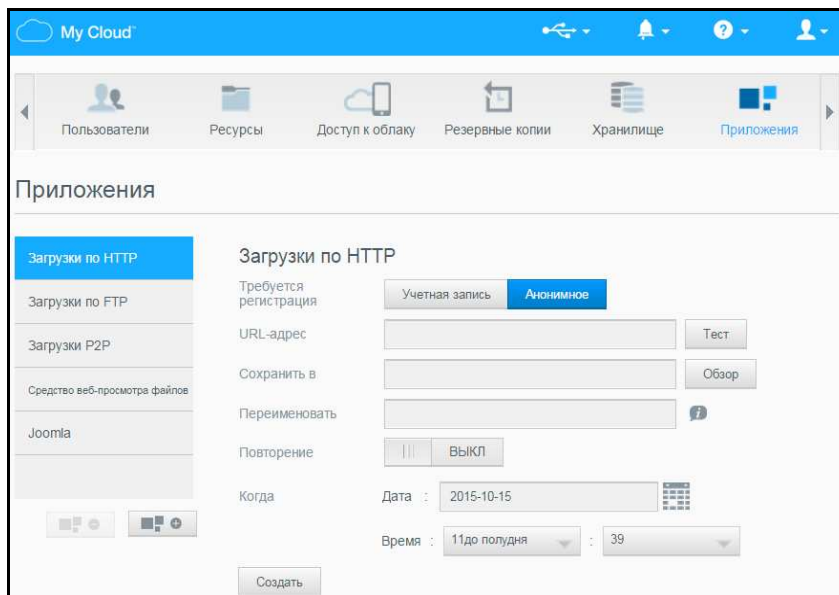 My Cloud™
Пользователи Ресурсы Доступ к облаку Резервные копии Хранилище Приложения
Приложения
Загрузки по HTTP
Загрузки по FTP
Загрузки P2P
Средство веб-просмотра файлов
Joomla
Загрузки по HTTP
Требуется
регистрация
Учетная запись Анонимное
URL-адрес Тест
Сохранить в Обзор
Переименовать
Повторение ВЫКЛ
Когда Дата : 2015-10-15
Время : 11до полудня : 39
Создать